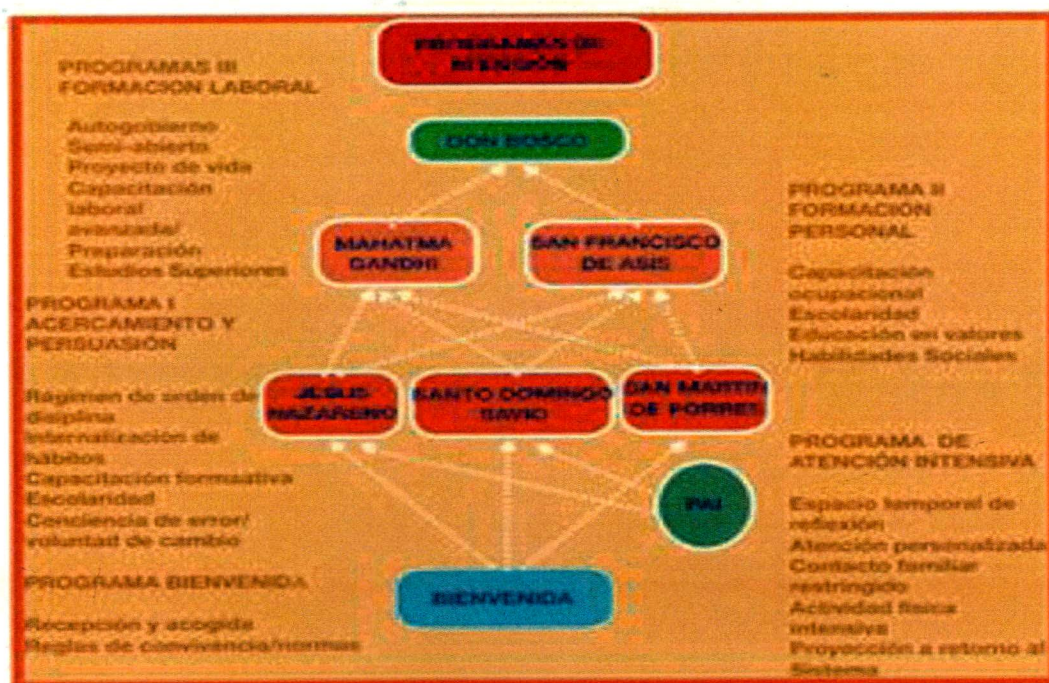 PROGRAMAS DE
ATENSIÓN
PROGRAMAS III
FORMACION LABORAL
Autogobierno
Semi-abierto
Proyecto de vida
Capacitación
laboral
avanzada/
Preparación
Estudios Superiores
DON BOSCO
MAHATMA
GANDHI
SAN FRANCISCO
DE ASIS
PROGRAMA II
FORMACION
PERSONAL
Capacitación
ocupacional
Escolaridad
Educación en valores
Habilidades Sociales
PROGRAMA I
ACERCAMIENTO Y
PERSUASIÓN
Régimen de orden de
displina
Internalización de
hábitos
Capacitación formativa
Escolaridad
Conciencia de error/
voluntad de cambio
JESUS
NAZARENO
SANTO DOMINGO
SAVIO
SAN MARTIN
DE PORRES
PROGRAMA DE
ATENCIÓN INTENSIVA
Espacio temporal de
reflexión
Atención personalizada
Contacto familiar
restringido
Actividad física
intensiva
Proyección a retorno al
Sistema
PAI
PROGRAMA BIENVENIDA
Recepción y acogida
Reglas de convivencia/normas
BIENVENIDA